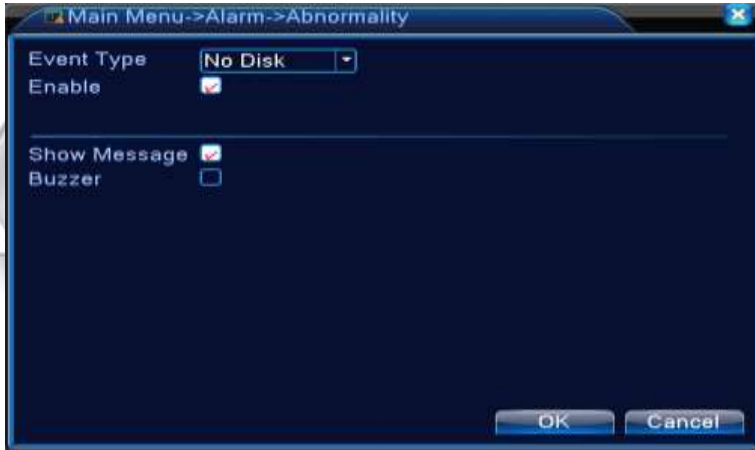 Main Menu->Alarm->Abnormality
Event Type No Disk
Enable
Show Message
Buzzer
OK Cancel